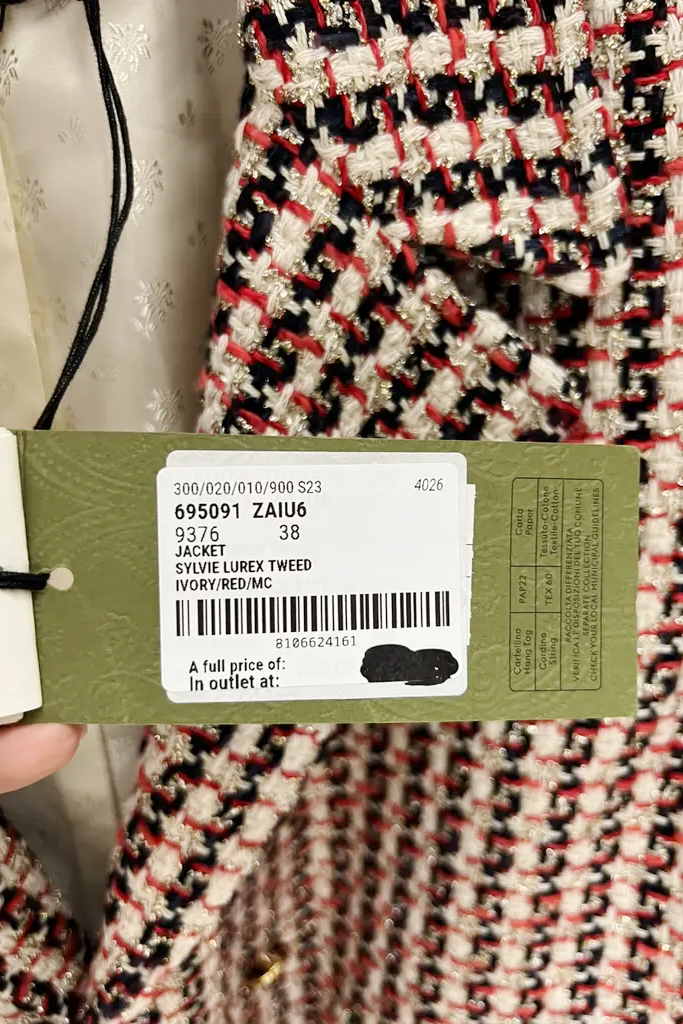 300/020/010/900 S23
4026
695091 ZAIU6
9376 38
JACKET
SYLVIE LUREX TWEED
IVORY/RED/MC
8106624161
A full price of:
In outlet at:
Carta
Paper
PAP22
Cartellino
Hang Tag
Tessuto-Cotone
Textile-Cotton
TEX 60
Cordino
String
RACCOLTA DIFFERENZIATA
VERIFICA LE DISPOSIZIONI DEL TUO COMUNE
SEPARATE COLLECTION
CHECK YOUR LOCAL MUNICIPAL GUIDELINES